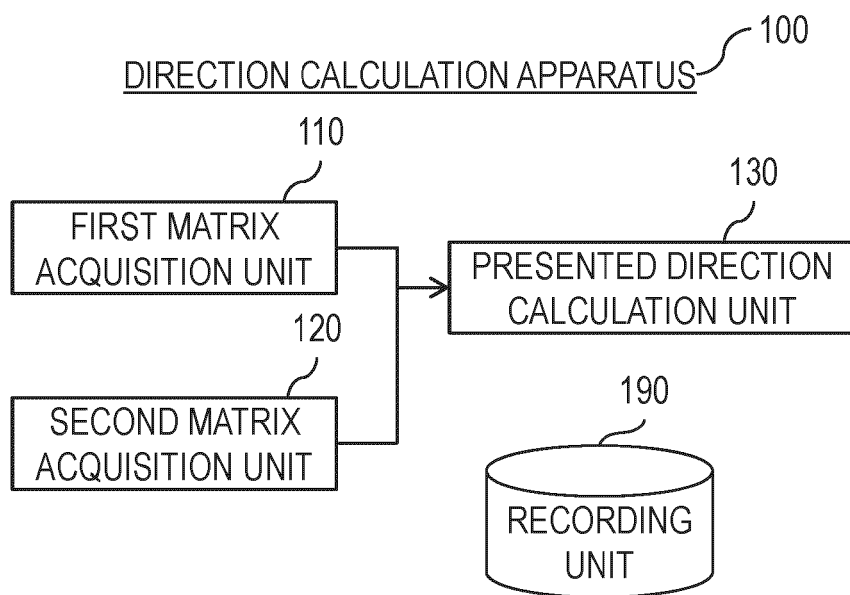 100
DIRECTION CALCULATION APPARATUS
110
FIRST MATRIX
ACQUISITION UNIT
130
PRESENTED DIRECTION
CALCULATION UNIT
120
SECOND MATRIX
ACQUISITION UNIT
190
RECORDING
UNIT